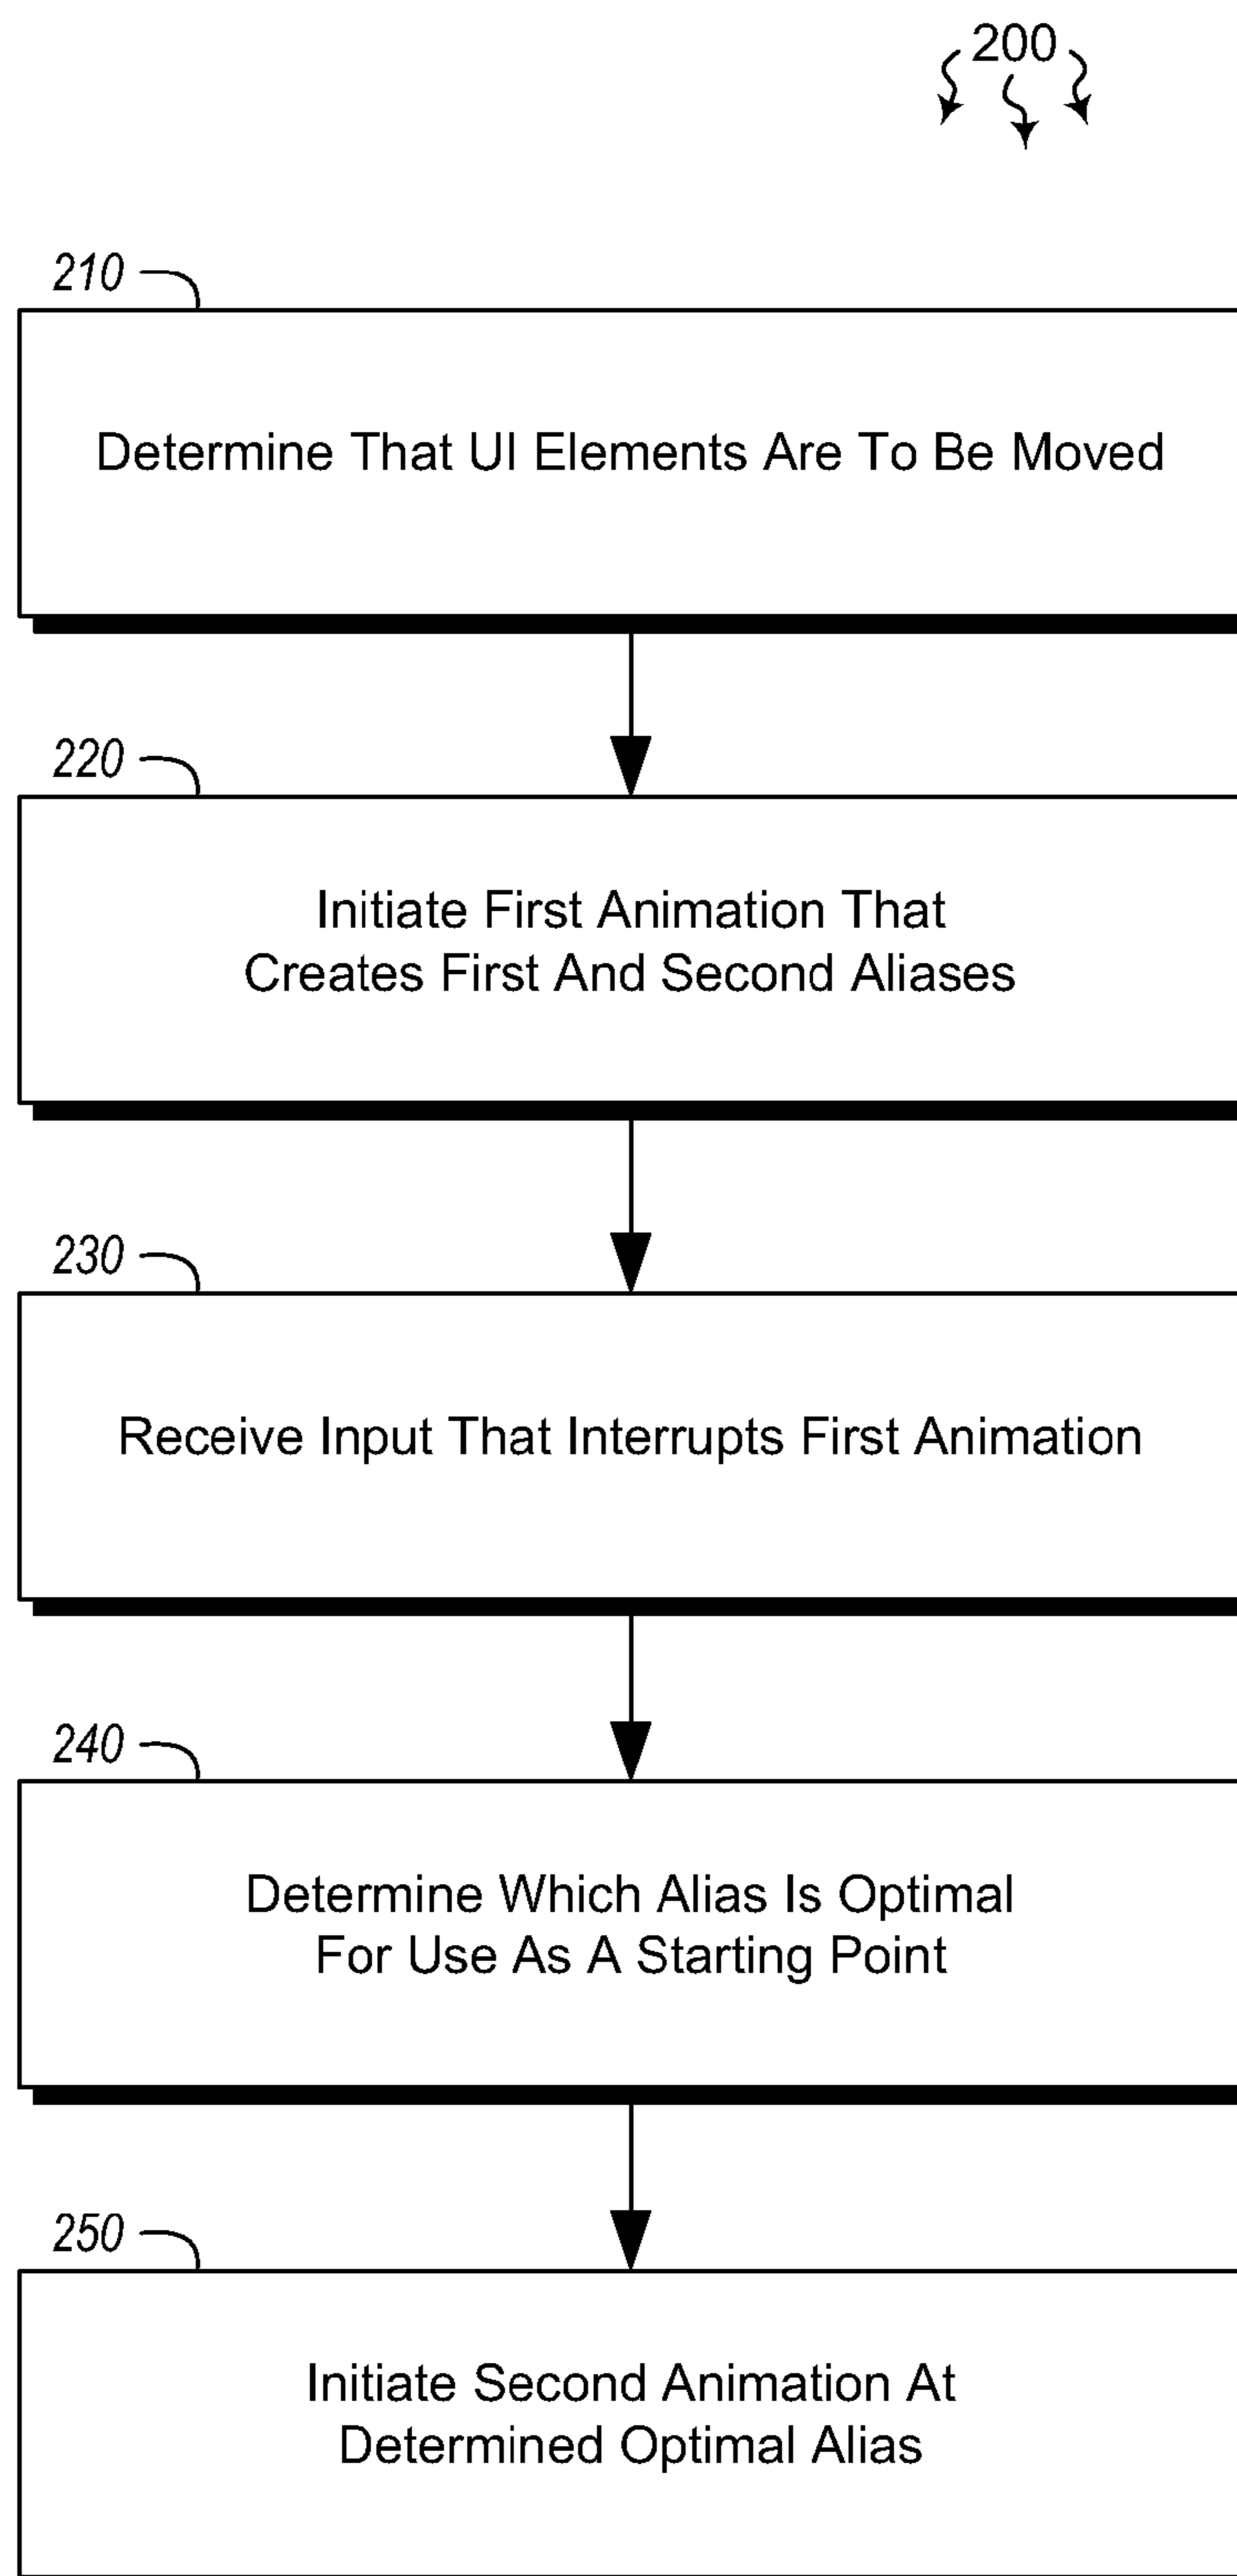 200
210
Determine That UI Elements Are To Be Moved
220
Initiate First Animation That
Creates First And Second Aliases
230
Receive Input That Interrupts First Animation
240
Determine Which Alias Is Optimal
For Use As A Starting Point
250
Initiate Second Animation At
Determined Optimal Alias